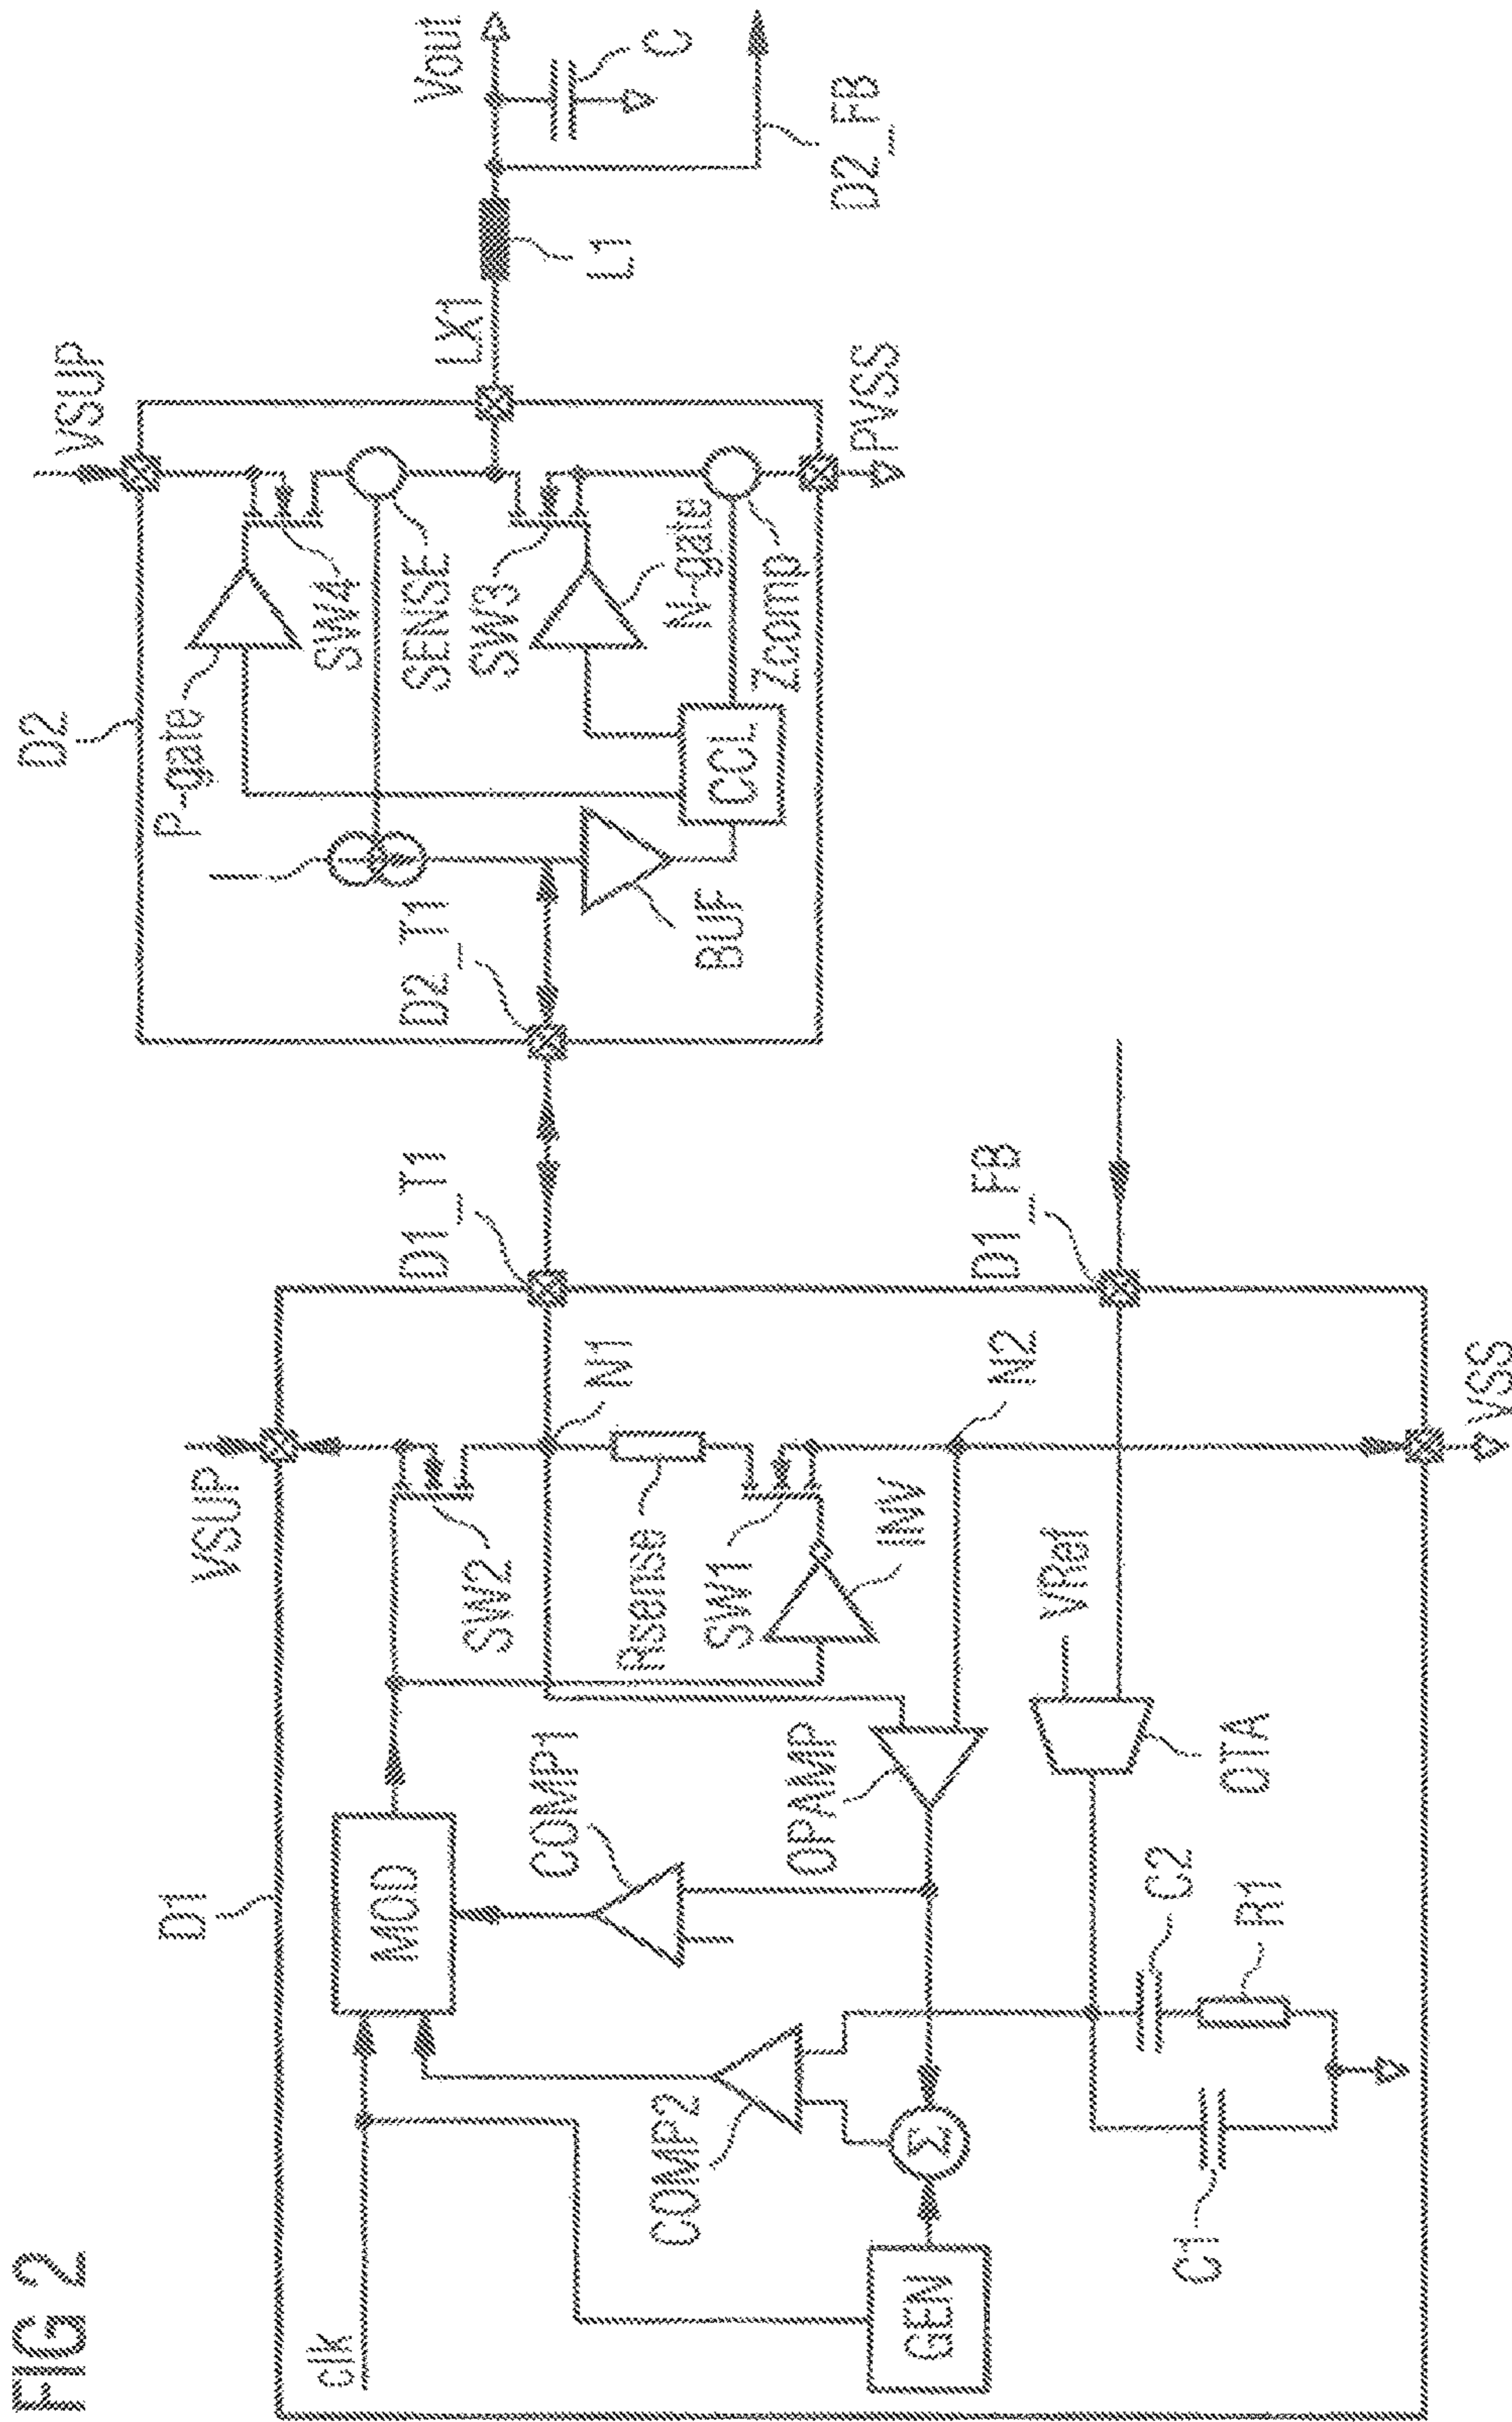 FIG 2
D1
clk
MOD
COMP1
COMP2
GEN
Σ
OPAMP
C1
C2
R1
OTA
VRef
VSUP
SW2
Rsense
SW1
INV
N1
N2
VSS
D1_T1
D1_FB
D2
D2_T1
BUF
CCL
P-gate
SW4
SENSE
SW3
N-gate
Zcomp
VSUP
PVSS
LX1
L1
Vout
C
D2_FB